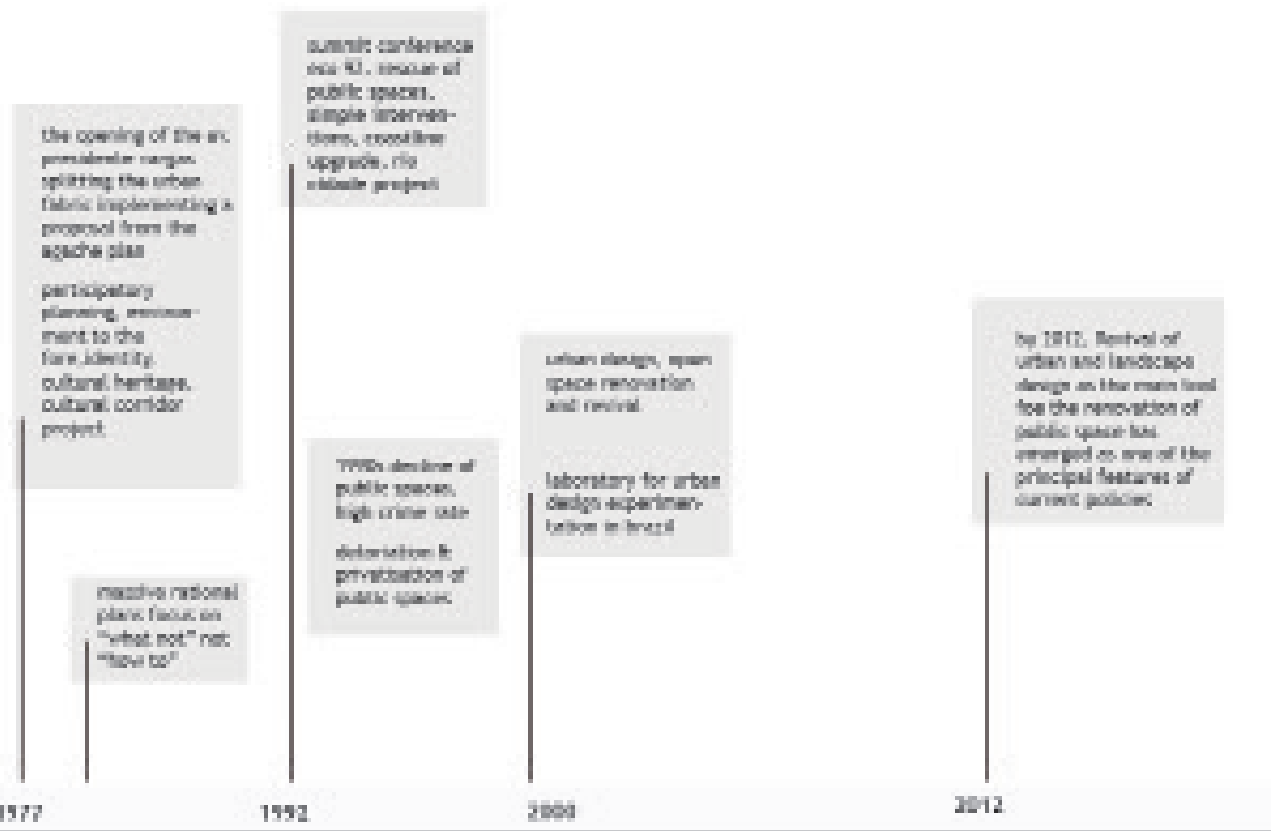 the opening of the av.
presidente vargas
splitting the urban
fabric implementing a
proposal from the
agache plan
participatory
planning, environ-
ment to the
fore, identity,
cultural heritage,
cultural corridor
project
massive rational
plans focus on
"what not" not
"how to"
summit conference
eco 92, rescue of
public spaces,
simple interven-
tions, coastline
upgrade, rio
cidade project
decline of
public spaces,
high crime rate
&
privatisation of
public spaces
urban design, open
space renovation
and revival
laboratory for urban
design experimen-
tation in brazil
by 2012, Revival of
urban and landscape
design as the main tool
foe the renovation of
public space has
emerged as one of the
principal features of
current policies
1977
1992
2000
2012